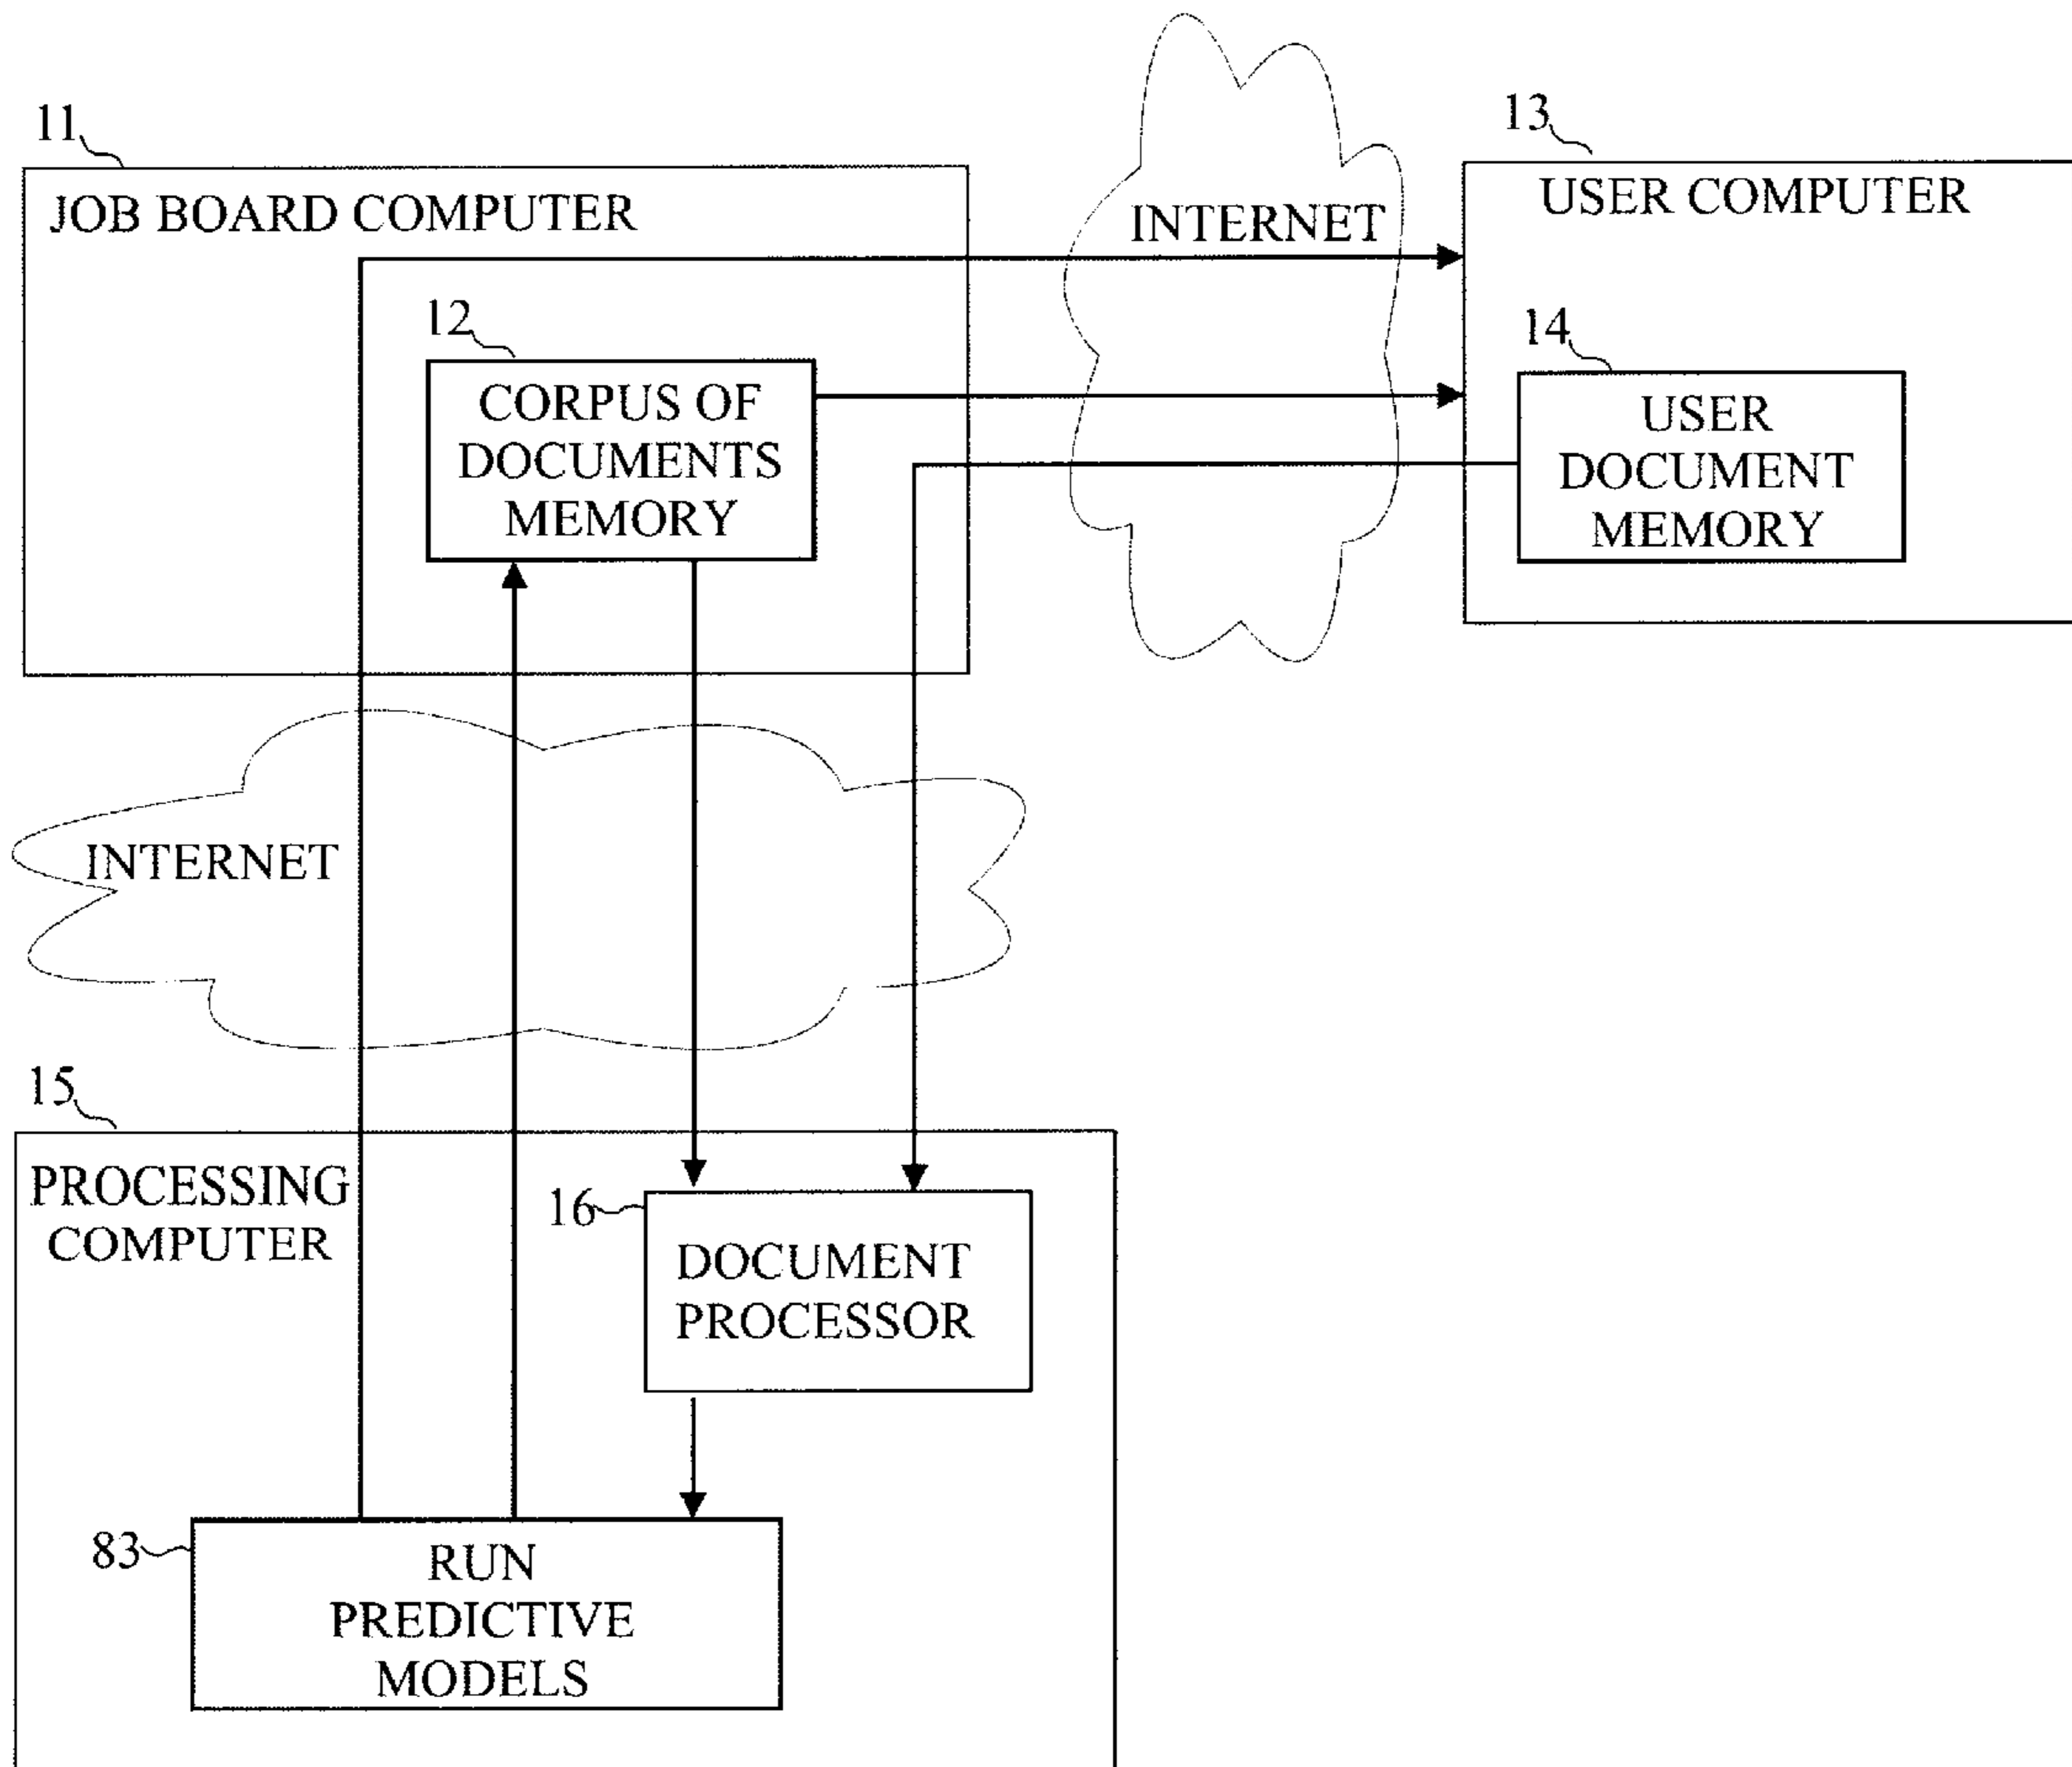 11
JOB BOARD COMPUTER
12
CORPUS OF
DOCUMENTS
MEMORY
INTERNET
13
USER COMPUTER
14
USER
DOCUMENT
MEMORY
INTERNET
15
PROCESSING
COMPUTER
16
DOCUMENT
PROCESSOR
83
RUN
PREDICTIVE
MODELS